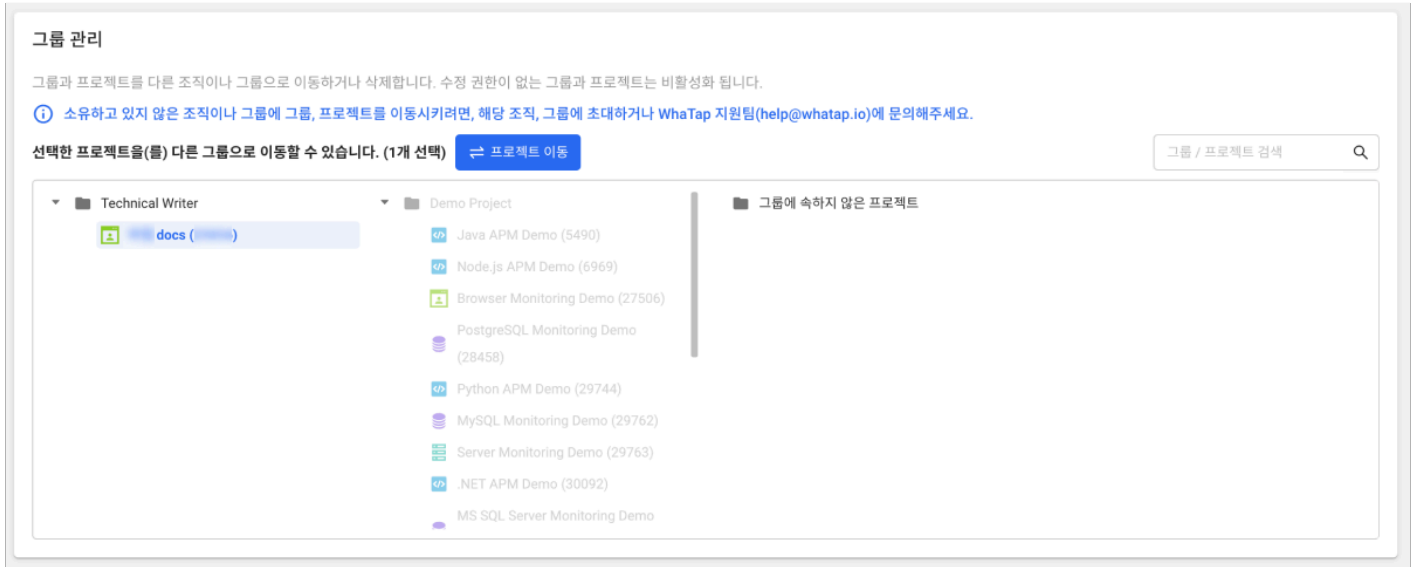 그룹 관리
그룹과 프로젝트를 다른 조직이나 그룹으로 이동하거나 삭제합니다. 수정 권한이 없는 그룹과 프로젝트는 비활성화 됩니다.
소유하고 있지 않은 조직이나 그룹에 그룹, 프로젝트를 이동시키려면, 해당 조직, 그룹에 초대하거나 WhaTap 지원팀(help@whatap.io)에 문의해주세요.
선택한 프로젝트을(를) 다른 그룹으로 이동할 수 있습니다. (1개 선택) 프로젝트 이동 그룹 / 프로젝트 검색
Technical Writer
docs ( )
Demo Project
Java APM Demo (5490)
Node.js APM Demo (6969)
Browser Monitoring Demo (27506)
PostgreSQL Monitoring Demo
(28458)
Python APM Demo (29744)
MySQL Monitoring Demo (29762)
Server Monitoring Demo (29763)
.NET APM Demo (30092)
MS SQL Server Monitoring Demo
그룹에 속하지 않은 프로젝트